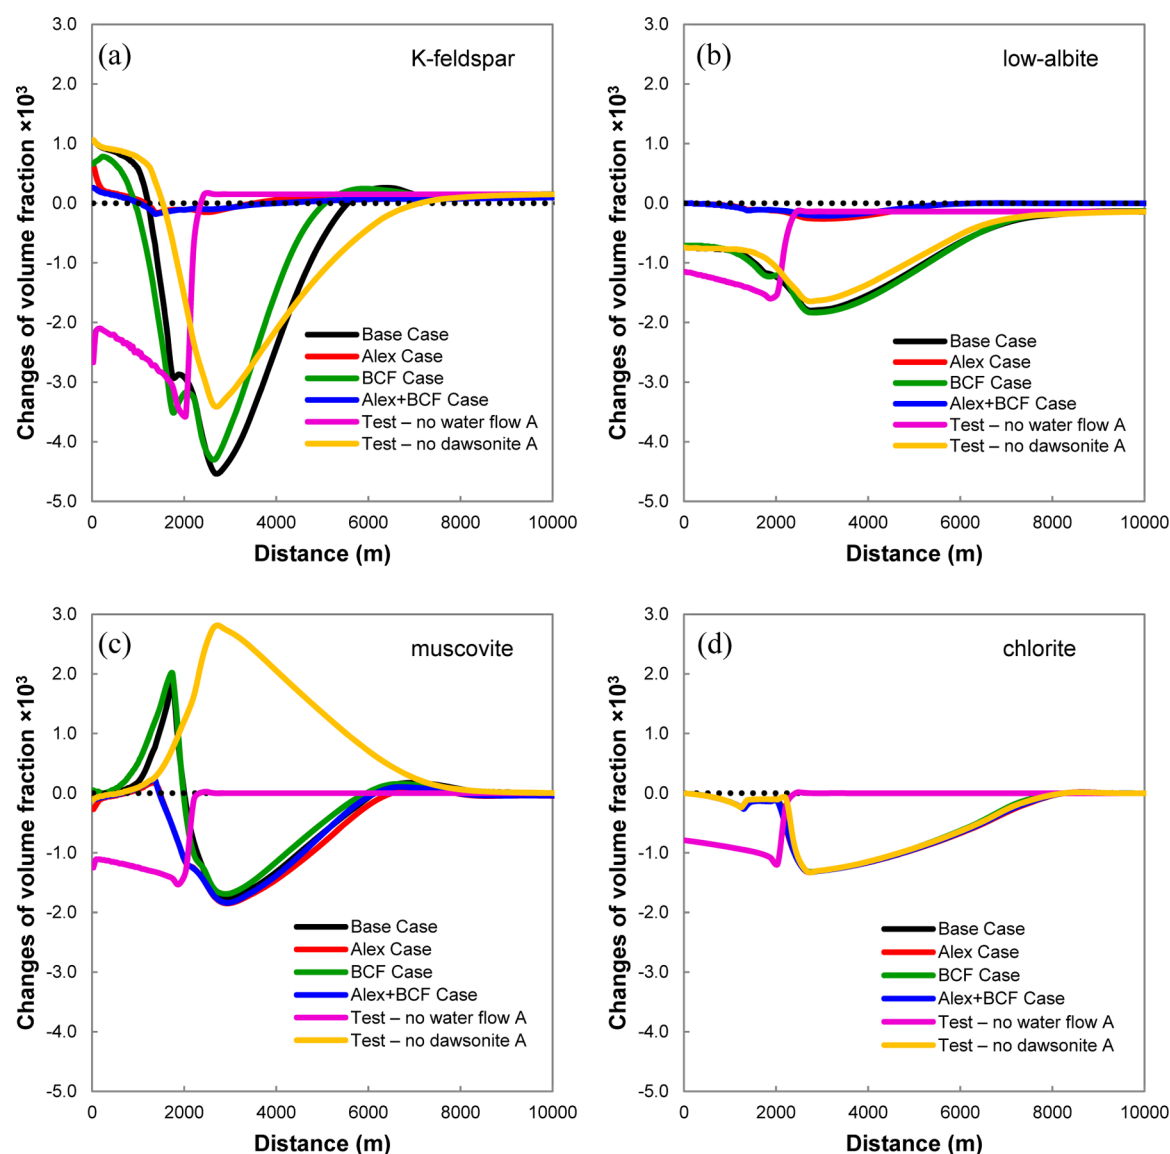 (a)
K-feldspar
Changes of volume fraction ×10³
3.0
2.0
1.0
0.0
-1.0
-2.0
-3.0
-4.0
-5.0
Base Case
Alex Case
BCF Case
Alex+BCF Case
Test – no water flow A
Test – no dawsonite A
0 2000 4000 6000 8000 10000
Distance (m)
(b)
low-albite
Changes of volume fraction ×10³
3.0
2.0
1.0
0.0
-1.0
-2.0
-3.0
-4.0
-5.0
Base Case
Alex Case
BCF Case
Alex+BCF Case
Test – no water flow A
Test – no dawsonite A
0 2000 4000 6000 8000 10000
Distance (m)
(c)
muscovite
Changes of volume fraction ×10³
3.0
2.0
1.0
0.0
-1.0
-2.0
-3.0
-4.0
-5.0
Base Case
Alex Case
BCF Case
Alex+BCF Case
Test – no water flow A
Test – no dawsonite A
0 2000 4000 6000 8000 10000
Distance (m)
(d)
chlorite
Changes of volume fraction ×10³
3.0
2.0
1.0
0.0
-1.0
-2.0
-3.0
-4.0
-5.0
Base Case
Alex Case
BCF Case
Alex+BCF Case
Test – no water flow A
Test – no dawsonite A
0 2000 4000 6000 8000 10000
Distance (m)